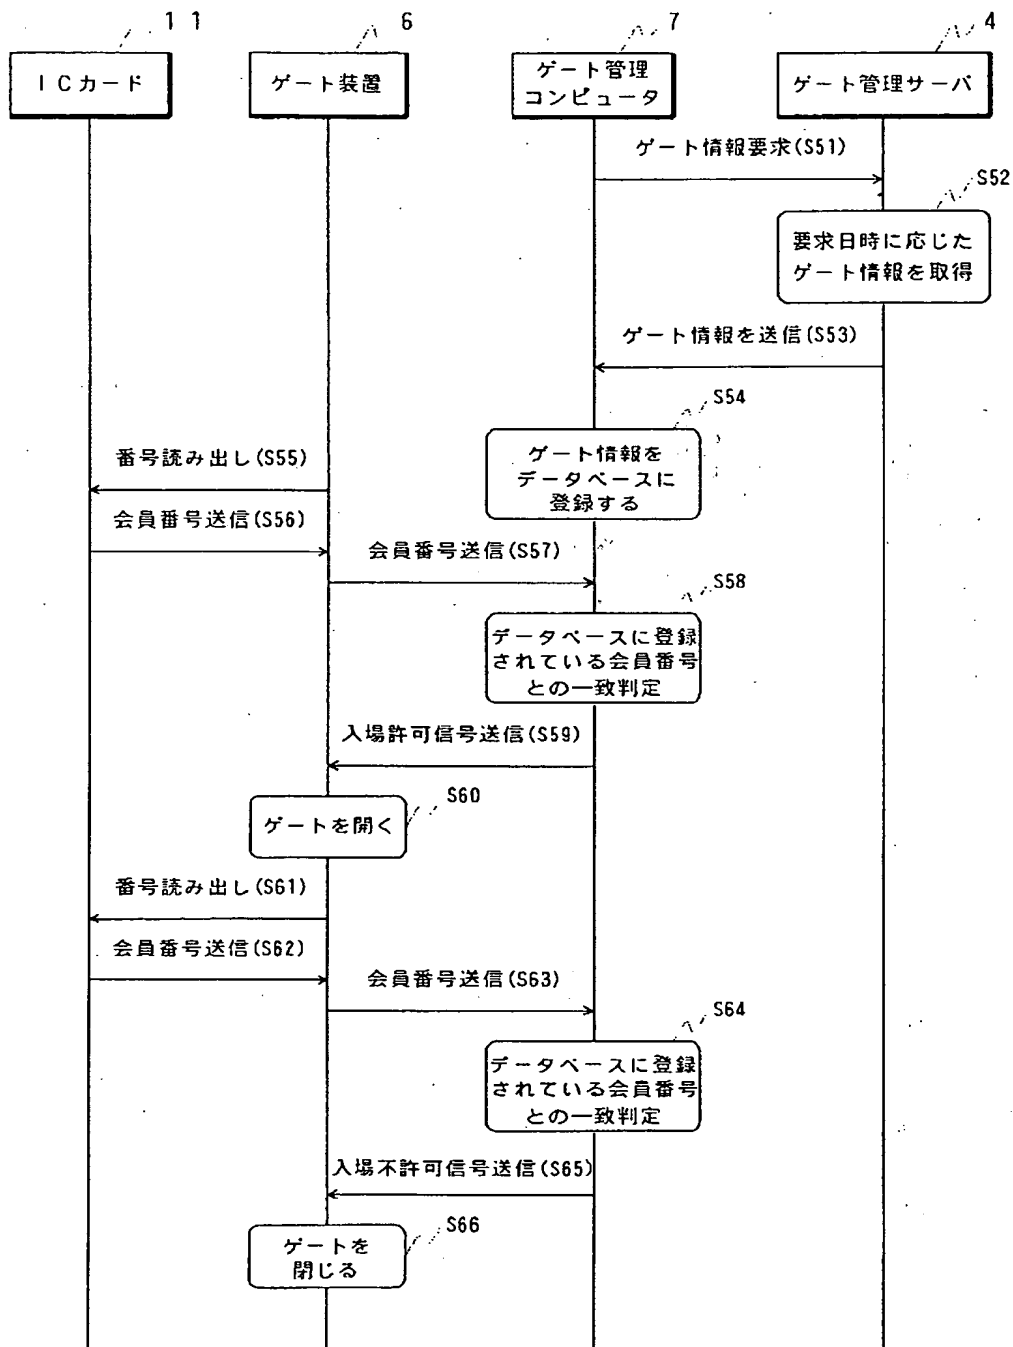 11
6
7
4
ICカード
ゲート装置
ゲート管理
コンピュータ
ゲート管理サーバ
ゲート情報要求(S51)
S52
要求日時に応じた
ゲート情報を取得
ゲート情報を送信(S53)
S54
ゲート情報を
データベースに
登録する
番号読み出し(S55)
会員番号送信(S56)
会員番号送信(S57)
S58
データベースに登録
されている会員番号
との一致判定
入場許可信号送信(S59)
S60
ゲートを開く
番号読み出し(S61)
会員番号送信(S62)
会員番号送信(S63)
S64
データベースに登録
されている会員番号
との一致判定
入場不許可信号送信(S65)
S66
ゲートを
閉じる